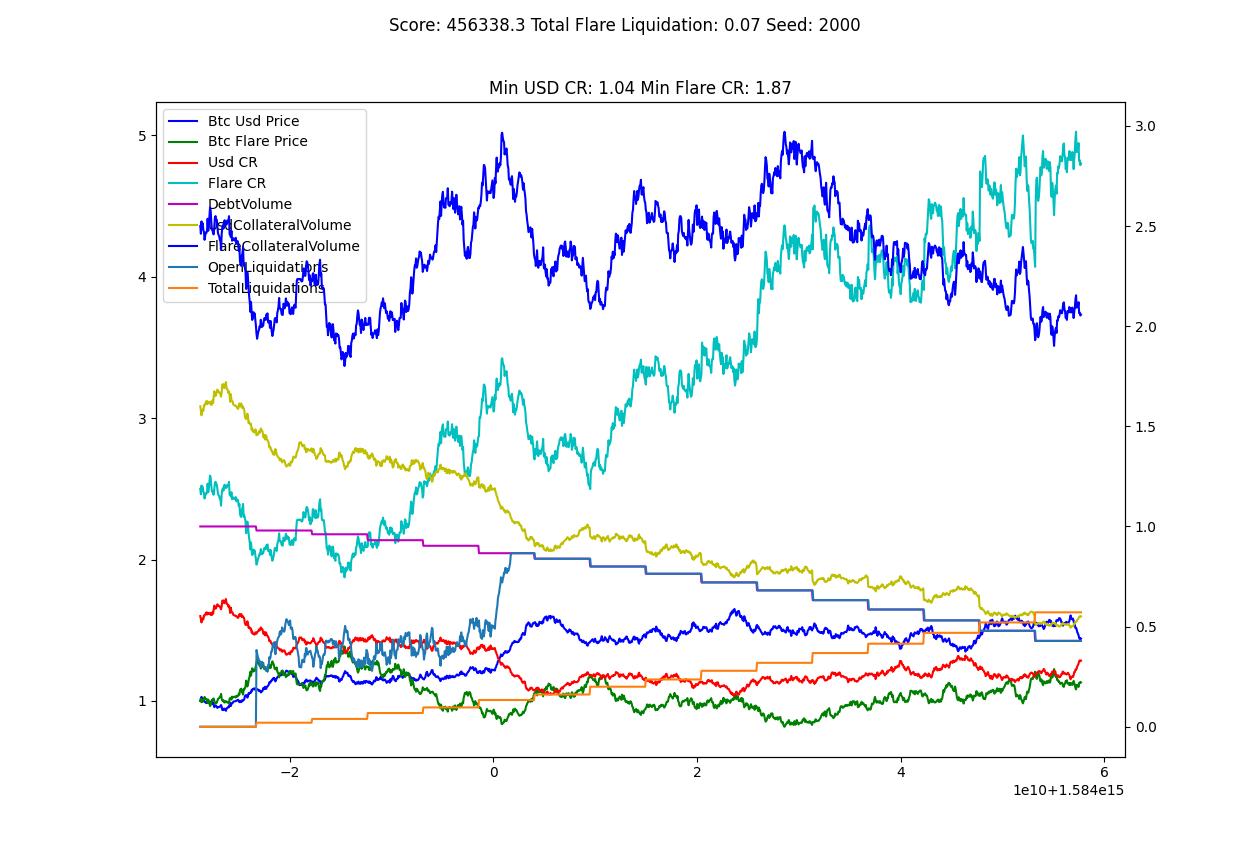 Score: 456338.3 Total Flare Liquidation: 0.07 Seed: 2000
Min USD CR: 1.04 Min Flare CR: 1.87
Btc Usd Price
Btc Flare Price
Usd CR
Flare CR
DebtVolume
UsdCollateralVolume
FlareCollateralVolume
OpenLiquidations
TotalLiquidations
5
4
3
2
1
3.0
2.5
2.0
1.5
1.0
0.5
0.0
−2
0
2
4
6
1e10+1.584e15